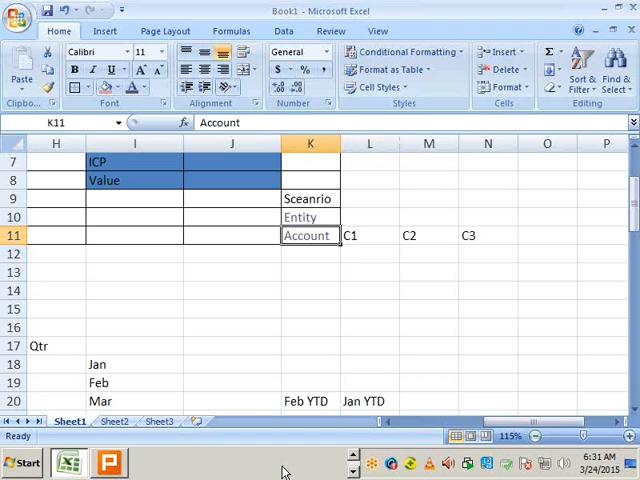 Book1 - Microsoft Excel
Home Insert Page Layout Formulas Data Review View
Calibri 11 General Conditional Formatting Insert Σ
Paste B I U $ % , Format as Table Delete Sort & Find &
Filter Select
Cell Styles Format
Clipboard Font Alignment Number Styles Cells Editing
K11 fx Account
H I J K L M N O P
7 ICP
8 Value
9 Sceanrio
10 Entity
11 Account C1 C2 C3
12
13
14
15
16
17 Qtr
18 Jan
19 Feb
20 Mar Feb YTD Jan YTD
Sheet1 Sheet2 Sheet3
Ready 115%
Start 6:31 AM
3/24/2015